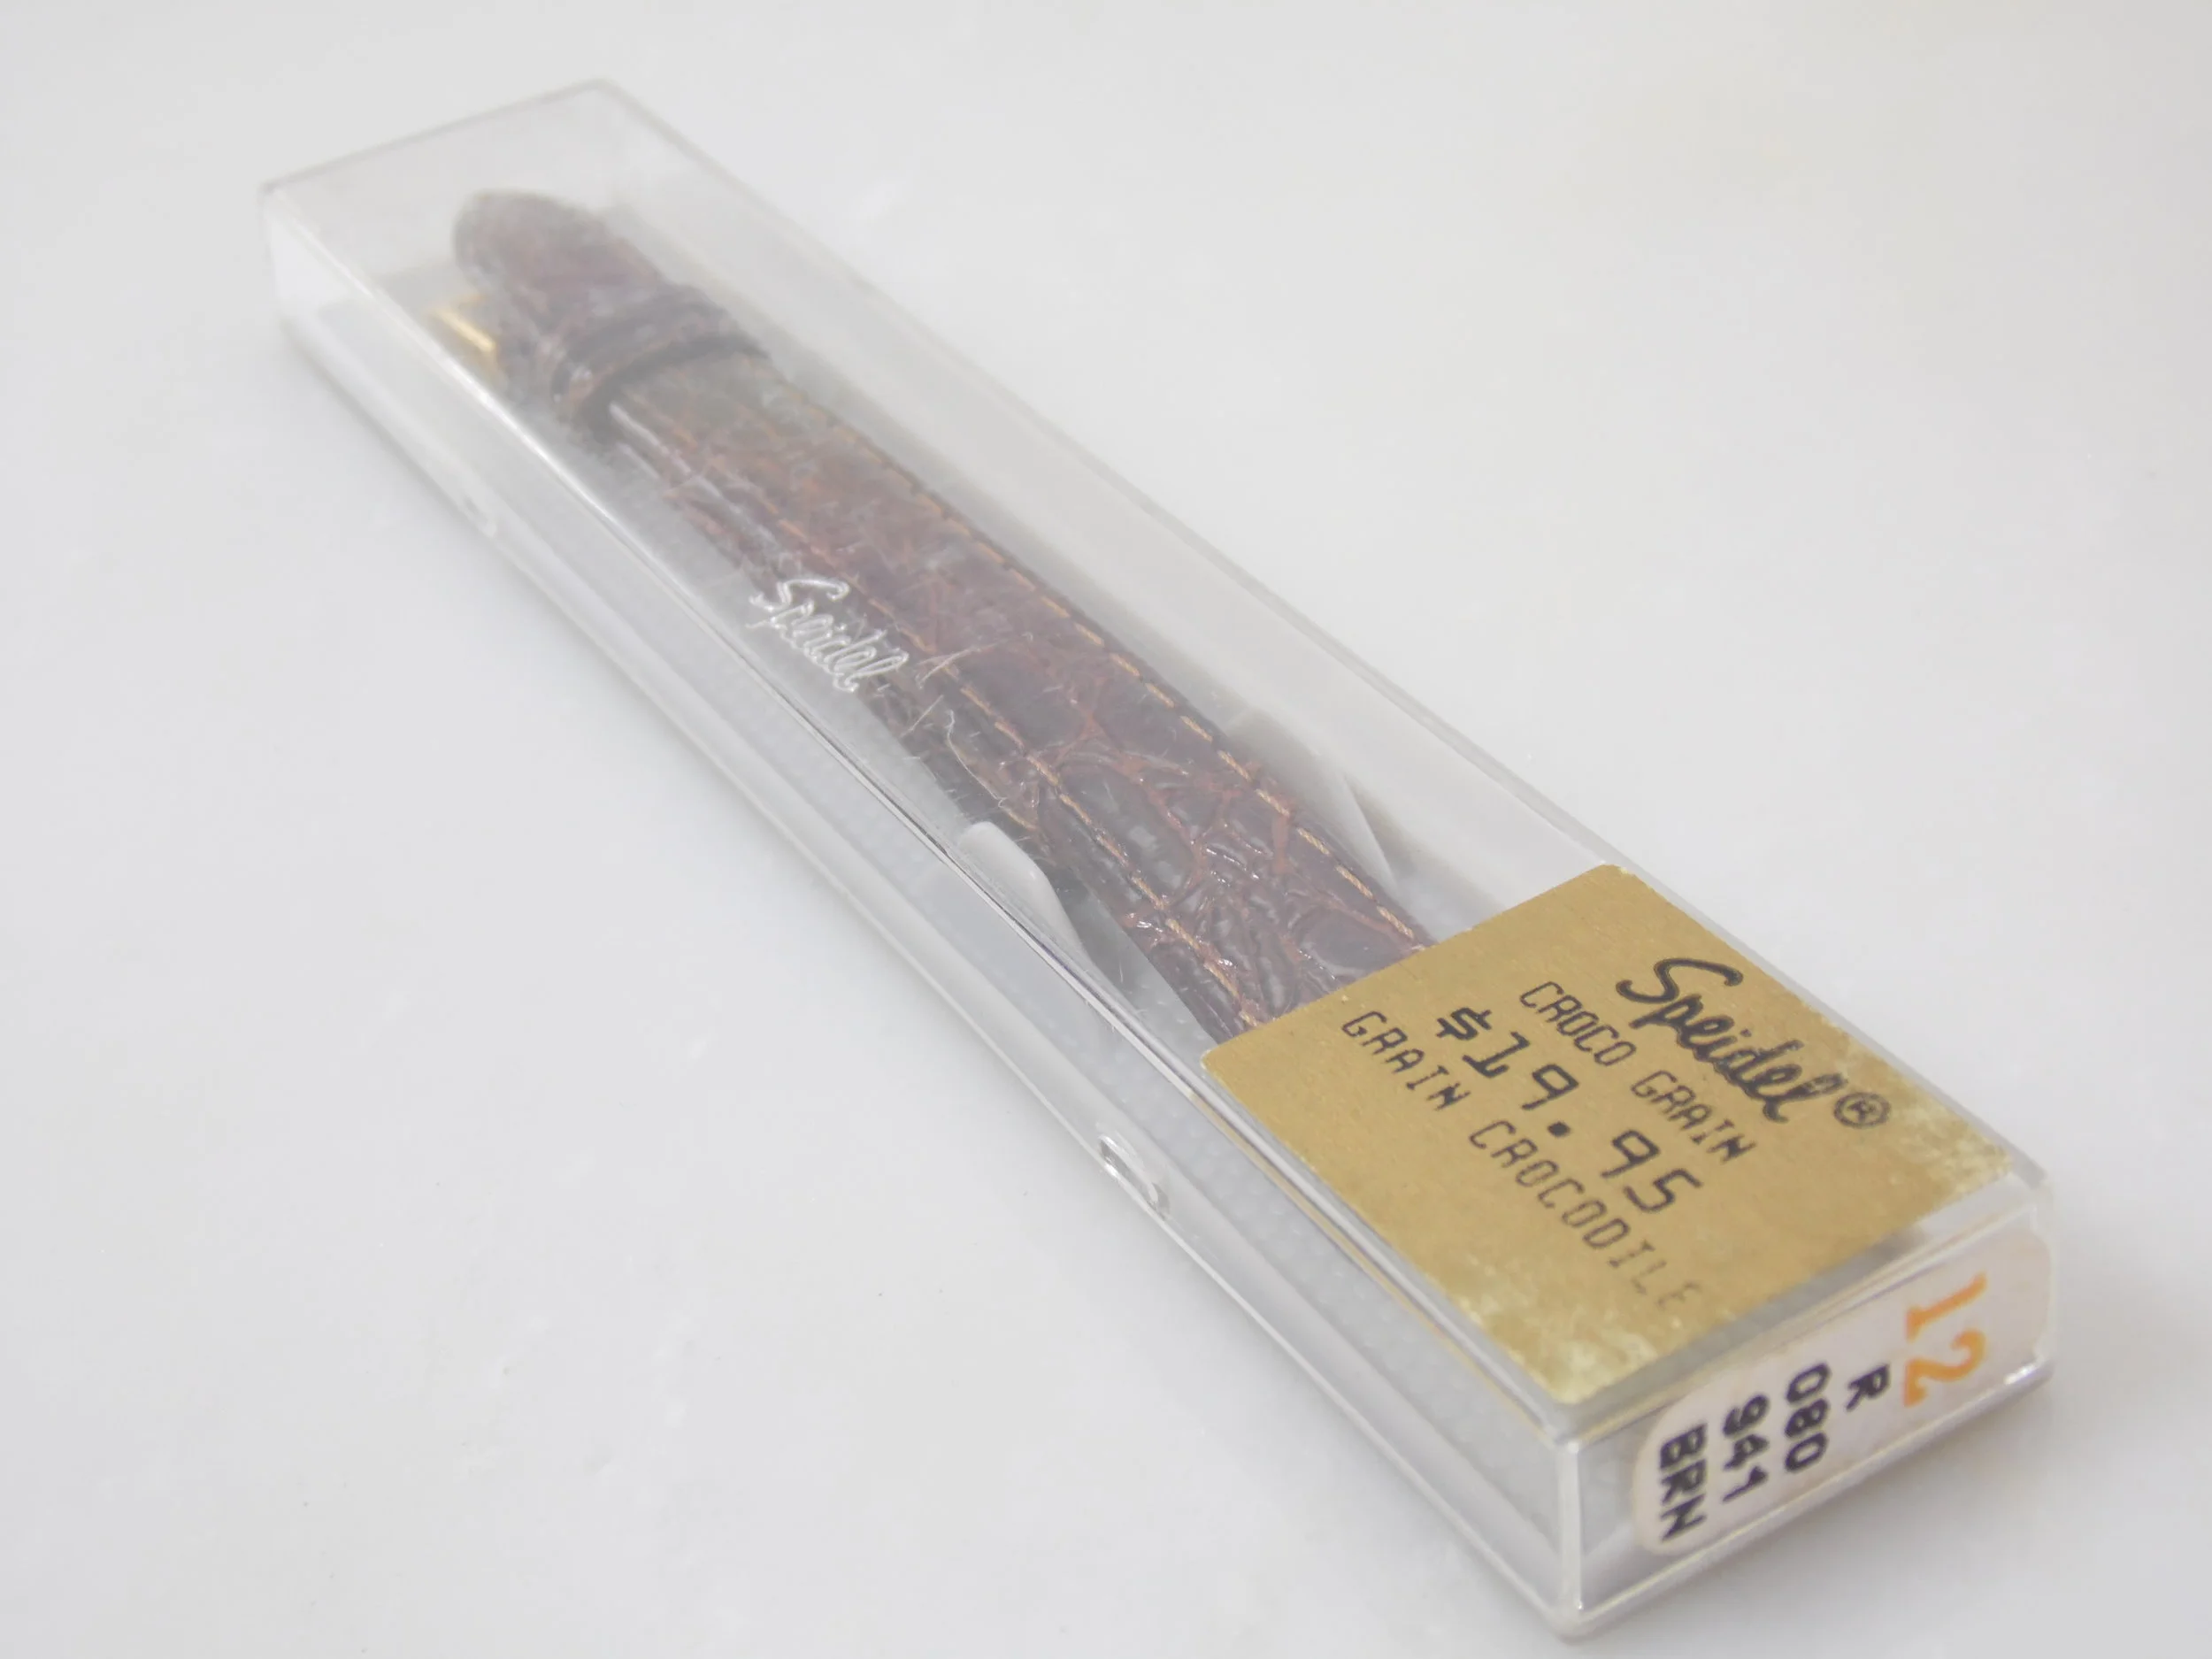 Speidel
Speidel®
CROCO GRAIN
$19.95
GRAIN CROCODILE
12
R
080
941
BRN